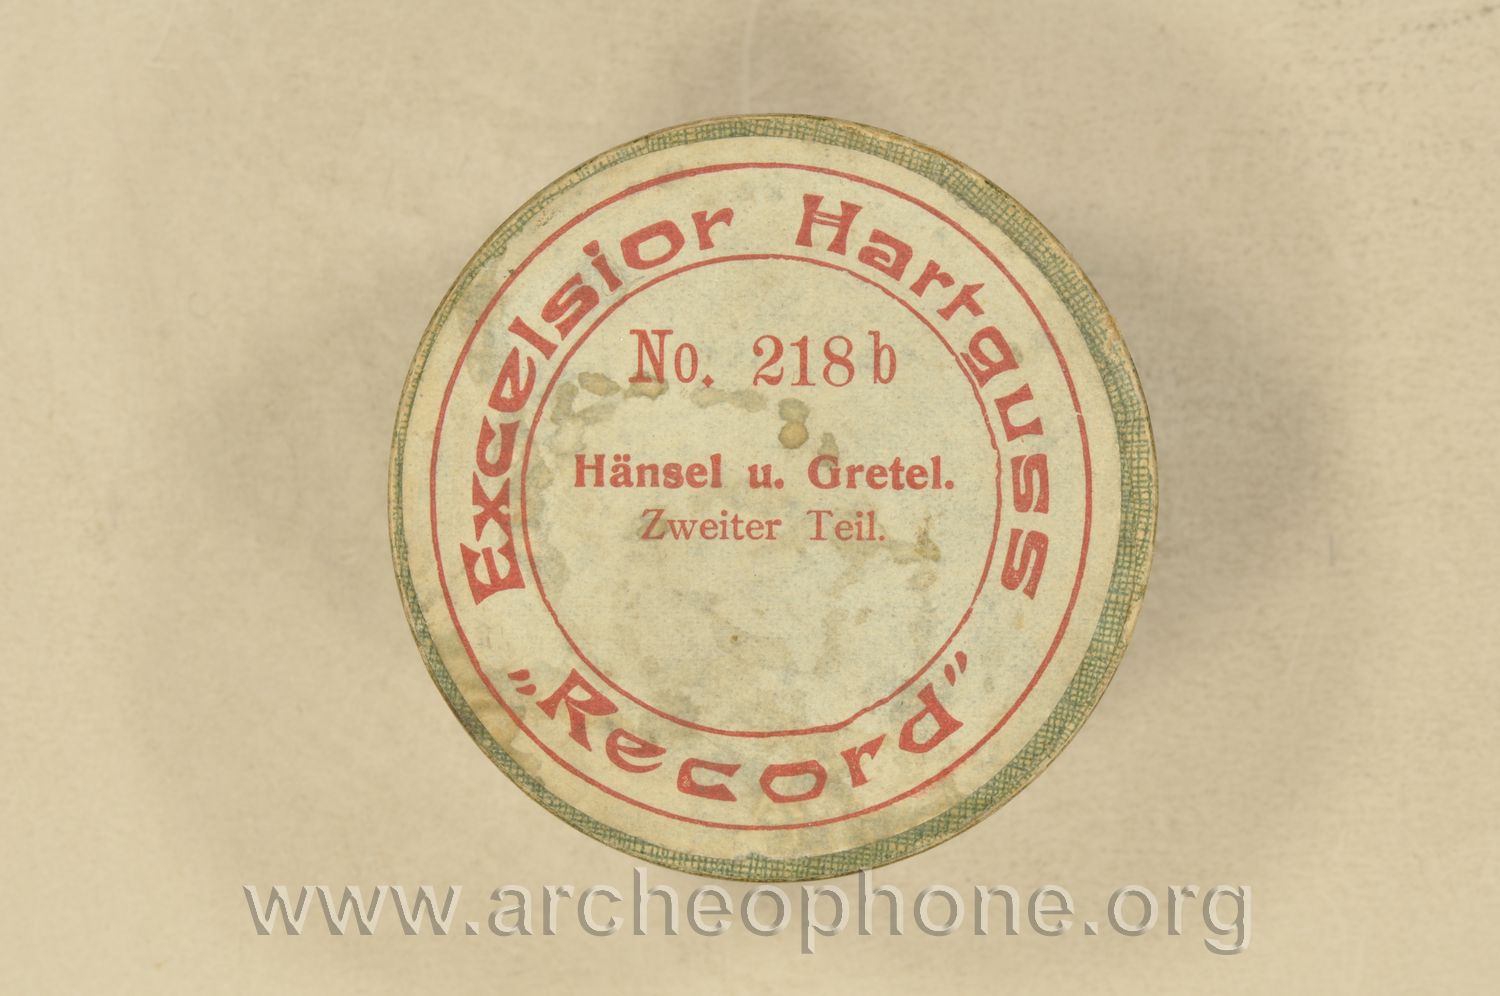 Excelsior Hartguss
No. 218 b
Hänsel u. Gretel.
Zweiter Teil.
„Record”
www.archeophone.org